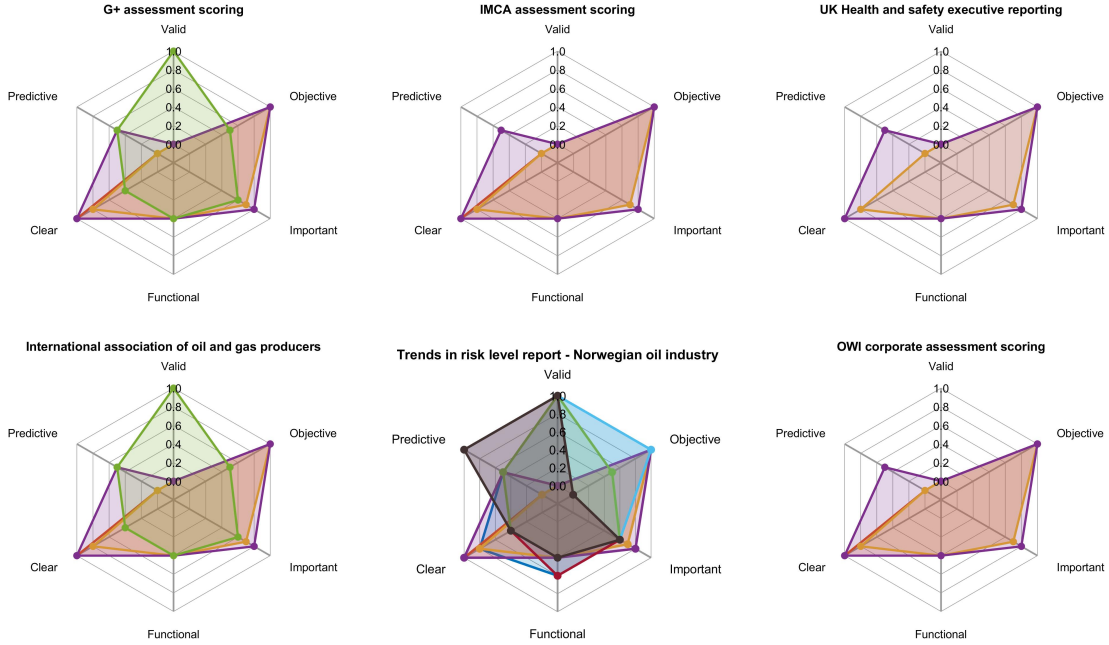 G+ assessment scoring
Valid
1.0
0.8
0.6
0.4
0.2
0.0
Predictive
Objective
Clear
Important
Functional
IMCA assessment scoring
Valid
1.0
0.8
0.6
0.4
0.2
0.0
Predictive
Objective
Clear
Important
Functional
UK Health and safety executive reporting
Valid
1.0
0.8
0.6
0.4
0.2
0.0
Predictive
Objective
Clear
Important
Functional
International association of oil and gas producers
Valid
1.0
0.8
0.6
0.4
0.2
0.0
Predictive
Objective
Clear
Important
Functional
Trends in risk level report - Norwegian oil industry
Valid
1.0
0.8
0.6
0.4
0.2
0.0
Predictive
Objective
Clear
Important
Functional
OWI corporate assessment scoring
Valid
1.0
0.8
0.6
0.4
0.2
0.0
Predictive
Objective
Clear
Important
Functional